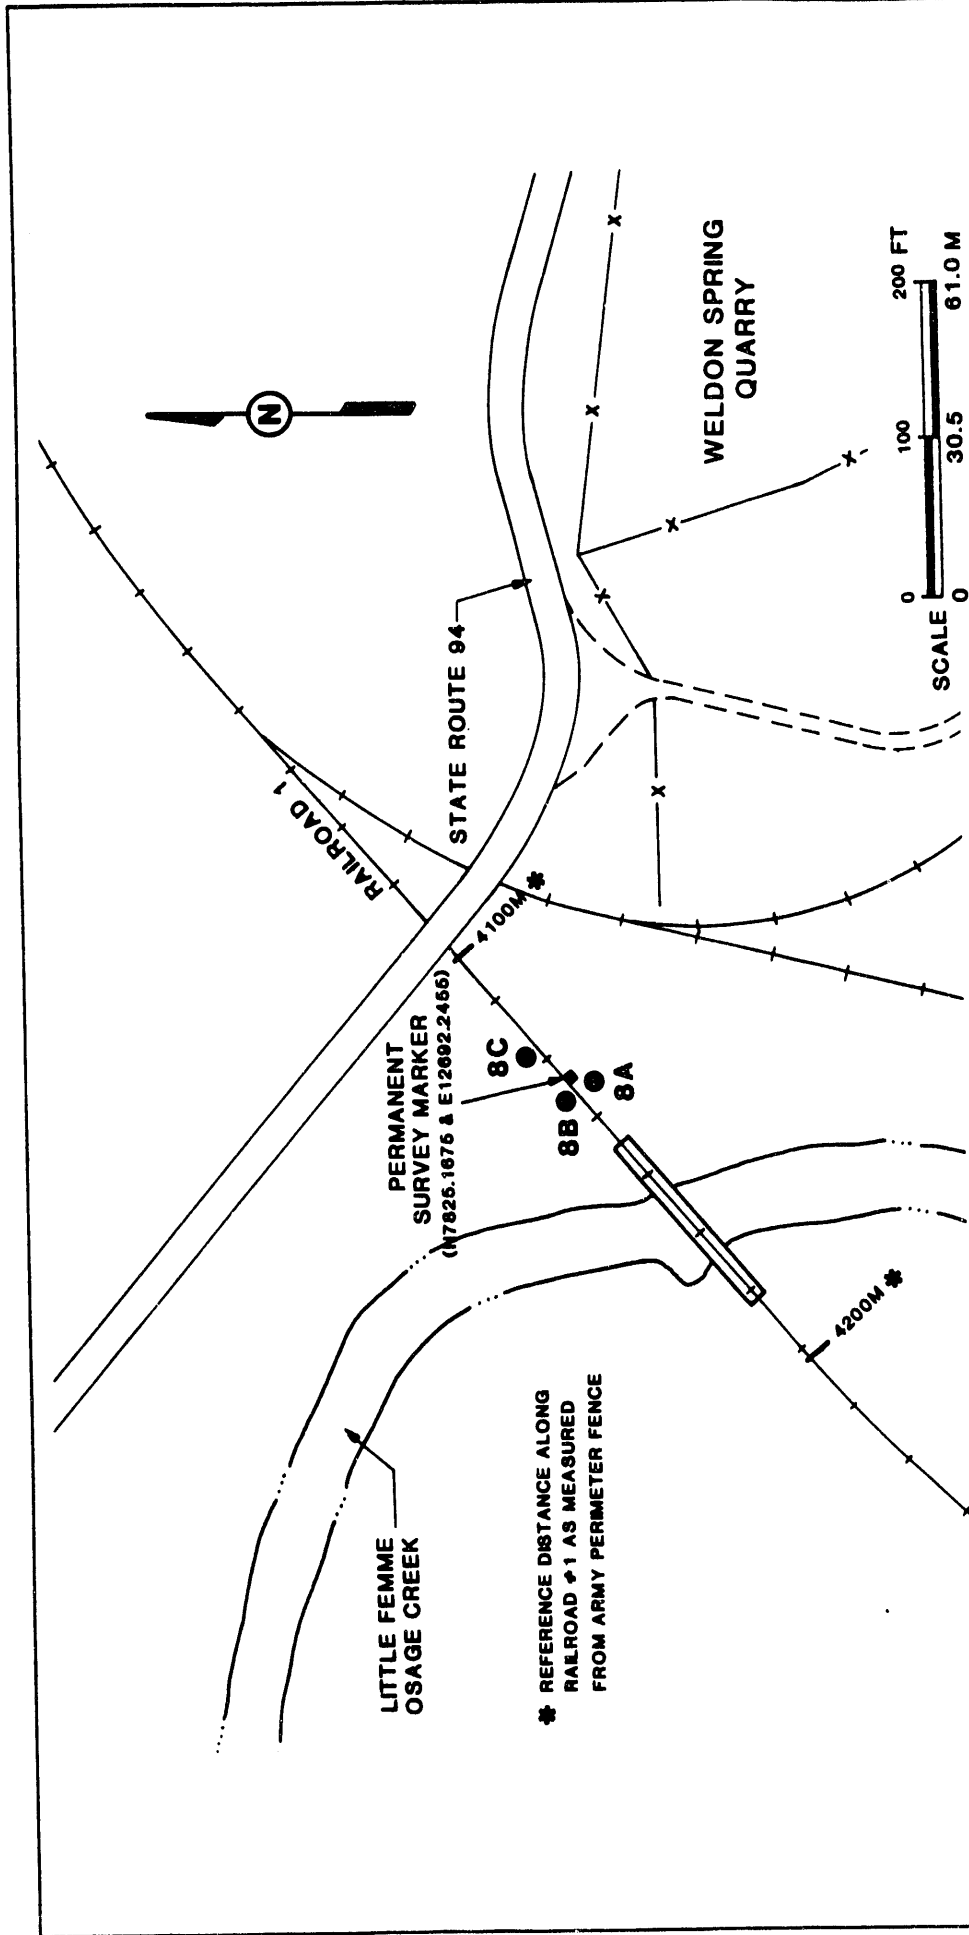 N
RAILROAD 1
STATE ROUTE 94
4100M *
PERMANENT
SURVEY MARKER
(N7825.1675 & E12692.2455)
8C
8B
8A
WELDON SPRING
QUARRY
LITTLE FEMME
OSAGE CREEK
4200M *
* REFERENCE DISTANCE ALONG
RAILROAD #1 AS MEASURED
FROM ARMY PERIMETER FENCE
0 100 200 FT
SCALE
0 30.5 61.0 M